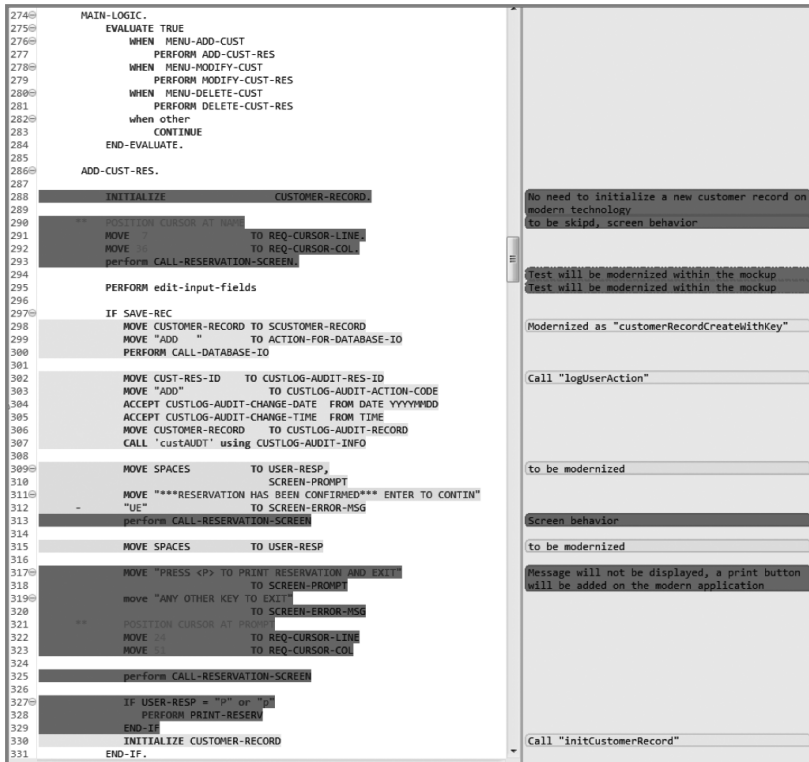 274 MAIN-LOGIC.
275 EVALUATE TRUE
276 WHEN MENU-ADD-CUST
277 PERFORM ADD-CUST-RES
278 WHEN MENU-MODIFY-CUST
279 PERFORM MODIFY-CUST-RES
280 WHEN MENU-DELETE-CUST
281 PERFORM DELETE-CUST-RES
282 when other
283 CONTINUE
284 END-EVALUATE.
285
286 ADD-CUST-RES.
287
288 INITIALIZE CUSTOMER-RECORD. No need to initialize a new customer record on
289 modern technology
290 ** POSITION CURSOR AT NAME to be skipd, screen behavior
291 MOVE 7 TO REQ-CURSOR-LINE.
292 MOVE 36 TO REQ-CURSOR-COL.
293 perform CALL-RESERVATION-SCREEN.
294 Test will be modernized within the mockup
295 PERFORM edit-input-fields Test will be modernized within the mockup
296
297 IF SAVE-REC
298 MOVE CUSTOMER-RECORD TO SCUSTOMER-RECORD Modernized as "customerRecordCreateWithKey"
299 MOVE "ADD " TO ACTION-FOR-DATABASE-IO
300 PERFORM CALL-DATABASE-IO
301
302 MOVE CUST-RES-ID TO CUSTLOG-AUDIT-RES-ID Call "logUserAction"
303 MOVE "ADD" TO CUSTLOG-AUDIT-ACTION-CODE
304 ACCEPT CUSTLOG-AUDIT-CHANGE-DATE FROM DATE YYYYMMDD
305 ACCEPT CUSTLOG-AUDIT-CHANGE-TIME FROM TIME
306 MOVE CUSTOMER-RECORD TO CUSTLOG-AUDIT-RECORD
307 CALL 'custAUDT' using CUSTLOG-AUDIT-INFO
308
309 MOVE SPACES TO USER-RESP, to be modernized
310 SCREEN-PROMPT
311 MOVE "***RESERVATION HAS BEEN CONFIRMED*** ENTER TO CONTIN"
312 - "UE" TO SCREEN-ERROR-MSG
313 perform CALL-RESERVATION-SCREEN Screen behavior
314
315 MOVE SPACES TO USER-RESP to be modernized
316
317 MOVE "PRESS <P> TO PRINT RESERVATION AND EXIT" Message will not be displayed, a print button
318 TO SCREEN-PROMPT will be added on the modern application
319 move "ANY OTHER KEY TO EXIT"
320 TO SCREEN-ERROR-MSG
321 ** POSITION CURSOR AT PROMPT
322 MOVE 24 TO REQ-CURSOR-LINE
323 MOVE 53 TO REQ-CURSOR-COL
324
325 perform CALL-RESERVATION-SCREEN
326
327 IF USER-RESP = "P" or "p"
328 PERFORM PRINT-RESERV
329 END-IF
330 INITIALIZE CUSTOMER-RECORD Call "initCustomerRecord"
331 END-IF.